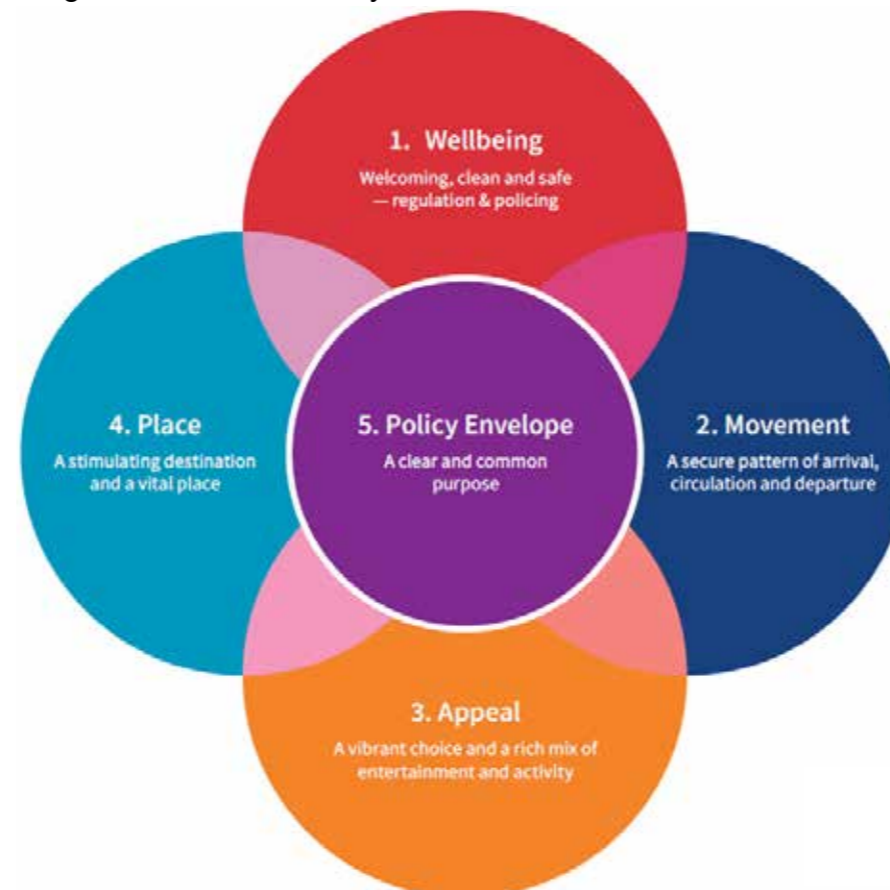 1. Wellbeing
Welcoming, clean and safe
— regulation & policing
4. Place
A stimulating destination
and a vital place
5. Policy Envelope
A clear and common
purpose
2. Movement
A secure pattern of arrival,
circulation and departure
3. Appeal
A vibrant choice and a rich mix of
entertainment and activity